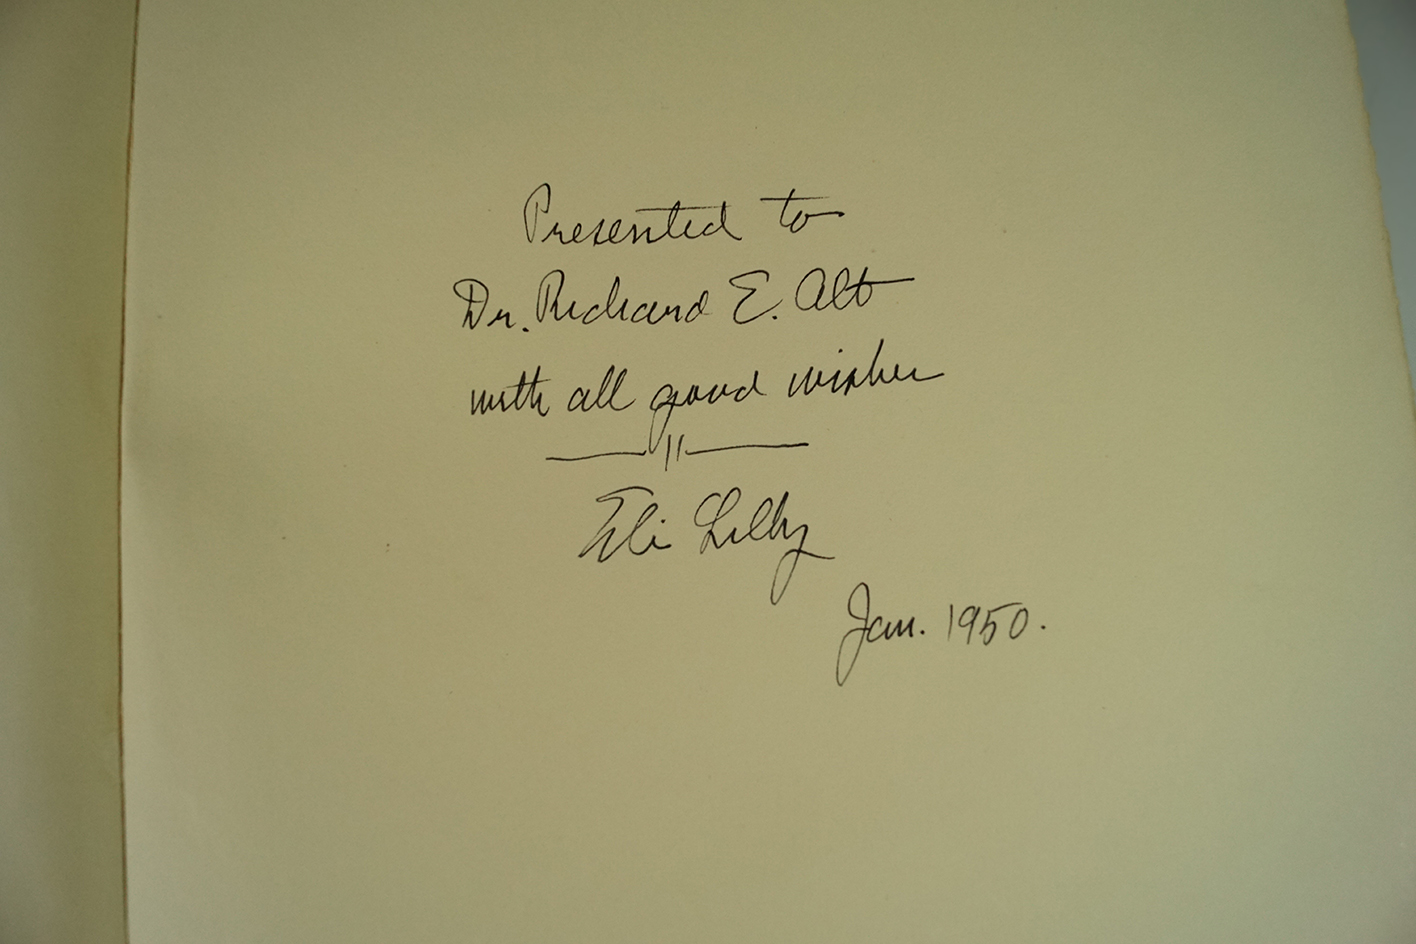 Presented to
Dr. Richard E. Alt
with all good wishes
Eli Lilly
Jan. 1950.